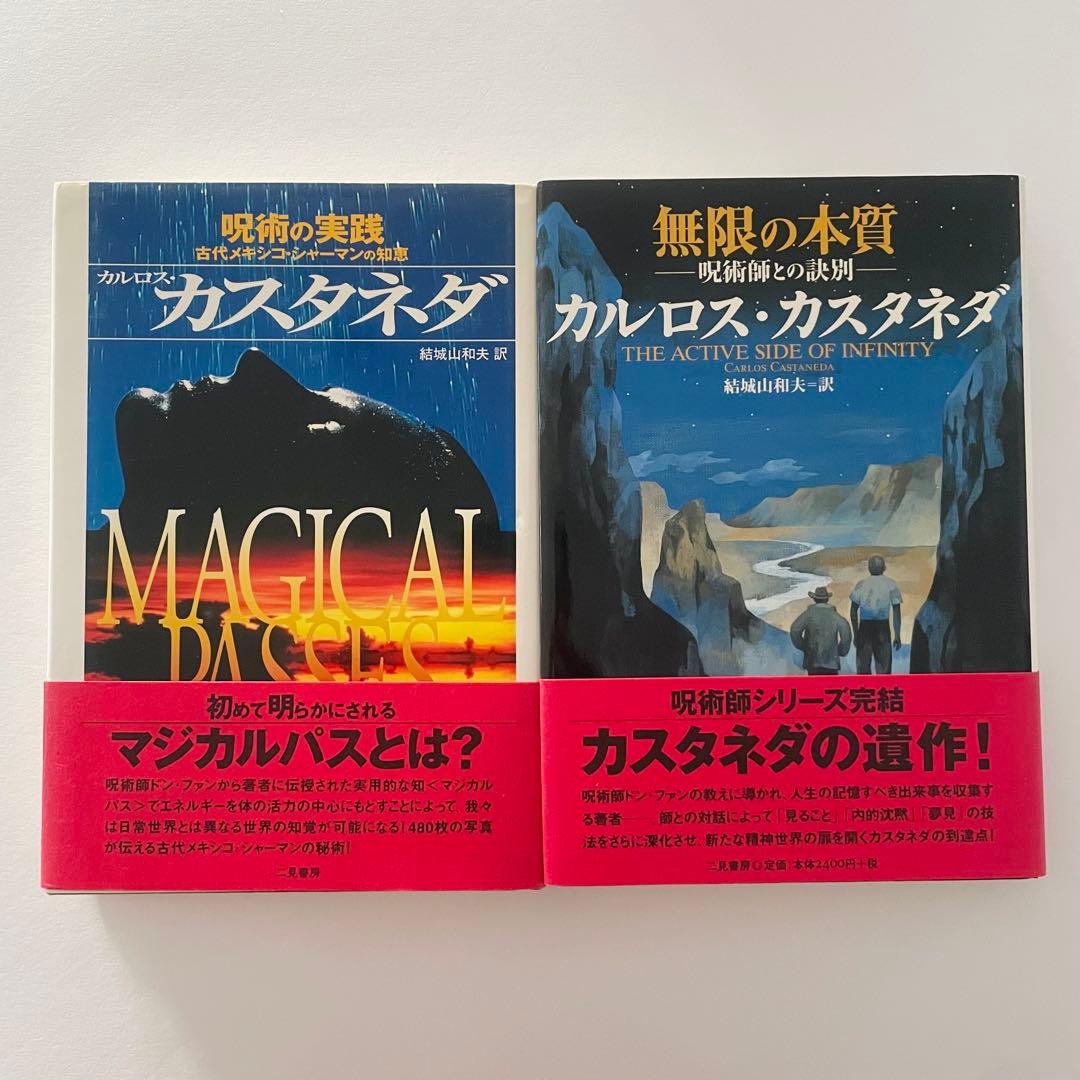 呪術の実践
古代メキシコ・シャーマンの知恵
カルロス・
カスタネダ
結城山和夫 訳
MAGICAL
PASSES
初めて明らかにされる
マジカルパスとは?
呪術師ドン・ファンから著者に伝授された実用的な知<マジカル
パス>でエネルギーを体の活力の中心にもどすことによって、我々
は日常世界とは異なる世界の知覚が可能になる!480枚の写真
が伝える古代メキシコ・シャーマンの秘術!
二見書房
無限の本質
―呪術師との訣別―
カルロス・カスタネダ
THE ACTIVE SIDE OF INFINITY
CARLOS CASTANEDA
結城山和夫=訳
呪術師シリーズ完結
カスタネダの遺作!
呪術師ドン・ファンの教えに導かれ、人生の記憶すべき出来事を収集す
る著者――師との対話によって「見ること」「内的沈黙」「夢見」の技
法をさらに深化させ、新たな精神世界の扉を開くカスタネダの到達点!
二見書房◎定価 本体2400円+税